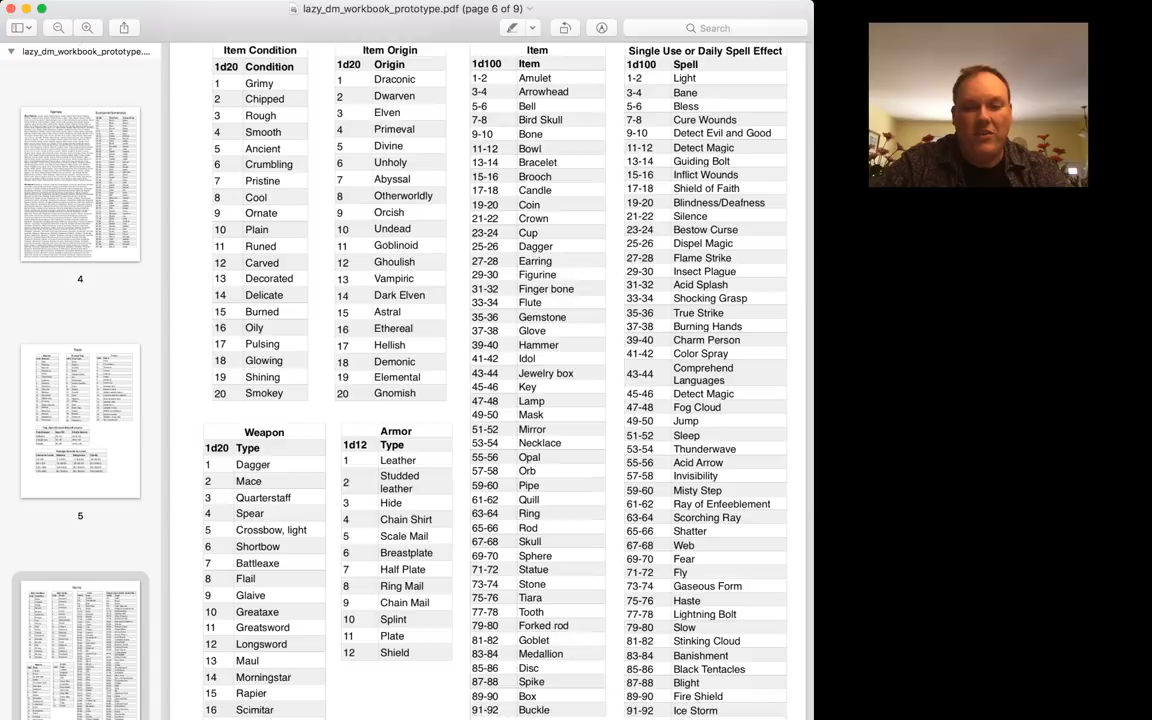 lazy_dm_workbook_prototype.pdf (page 6 of 9)
Search
lazy_dm_workbook_prototype....
4
5
Item Condition
1d20 Condition
1 Grimy
2 Chipped
3 Rough
4 Smooth
5 Ancient
6 Crumbling
7 Pristine
8 Cool
9 Ornate
10 Plain
11 Runed
12 Carved
13 Decorated
14 Delicate
15 Burned
16 Oily
17 Pulsing
18 Glowing
19 Shining
20 Smokey
Item Origin
1d20 Origin
1 Draconic
2 Dwarven
3 Elven
4 Primeval
5 Divine
6 Unholy
7 Abyssal
8 Otherworldly
9 Orcish
10 Undead
11 Goblinoid
12 Ghoulish
13 Vampiric
14 Dark Elven
15 Astral
16 Ethereal
17 Hellish
18 Demonic
19 Elemental
20 Gnomish
Weapon
1d20 Type
1 Dagger
2 Mace
3 Quarterstaff
4 Spear
5 Crossbow, light
6 Shortbow
7 Battleaxe
8 Flail
9 Glaive
10 Greataxe
11 Greatsword
12 Longsword
13 Maul
14 Morningstar
15 Rapier
16 Scimitar
Armor
1d12 Type
1 Leather
2 Studded
leather
3 Hide
4 Chain Shirt
5 Scale Mail
6 Breastplate
7 Half Plate
8 Ring Mail
9 Chain Mail
10 Splint
11 Plate
12 Shield
Item
1d100 Item
1-2 Amulet
3-4 Arrowhead
5-6 Bell
7-8 Bird Skull
9-10 Bone
11-12 Bowl
13-14 Bracelet
15-16 Brooch
17-18 Candle
19-20 Coin
21-22 Crown
23-24 Cup
25-26 Dagger
27-28 Earring
29-30 Figurine
31-32 Finger bone
33-34 Flute
35-36 Gemstone
37-38 Glove
39-40 Hammer
41-42 Idol
43-44 Jewelry box
45-46 Key
47-48 Lamp
49-50 Mask
51-52 Mirror
53-54 Necklace
55-56 Opal
57-58 Orb
59-60 Pipe
61-62 Quill
63-64 Ring
65-66 Rod
67-68 Skull
69-70 Sphere
71-72 Statue
73-74 Stone
75-76 Tiara
77-78 Tooth
79-80 Forked rod
81-82 Goblet
83-84 Medallion
85-86 Disc
87-88 Spike
89-90 Box
91-92 Buckle
Single Use or Daily Spell Effect
1d100 Spell
1-2 Light
3-4 Bane
5-6 Bless
7-8 Cure Wounds
9-10 Detect Evil and Good
11-12 Detect Magic
13-14 Guiding Bolt
15-16 Inflict Wounds
17-18 Shield of Faith
19-20 Blindness/Deafness
21-22 Silence
23-24 Bestow Curse
25-26 Dispel Magic
27-28 Flame Strike
29-30 Insect Plague
31-32 Acid Splash
33-34 Shocking Grasp
35-36 True Strike
37-38 Burning Hands
39-40 Charm Person
41-42 Color Spray
43-44 Comprehend
Languages
45-46 Detect Magic
47-48 Fog Cloud
49-50 Jump
51-52 Sleep
53-54 Thunderwave
55-56 Acid Arrow
57-58 Invisibility
59-60 Misty Step
61-62 Ray of Enfeeblement
63-64 Scorching Ray
65-66 Shatter
67-68 Web
69-70 Fear
71-72 Fly
73-74 Gaseous Form
75-76 Haste
77-78 Lightning Bolt
79-80 Slow
81-82 Stinking Cloud
83-84 Banishment
85-86 Black Tentacles
87-88 Blight
89-90 Fire Shield
91-92 Ice Storm